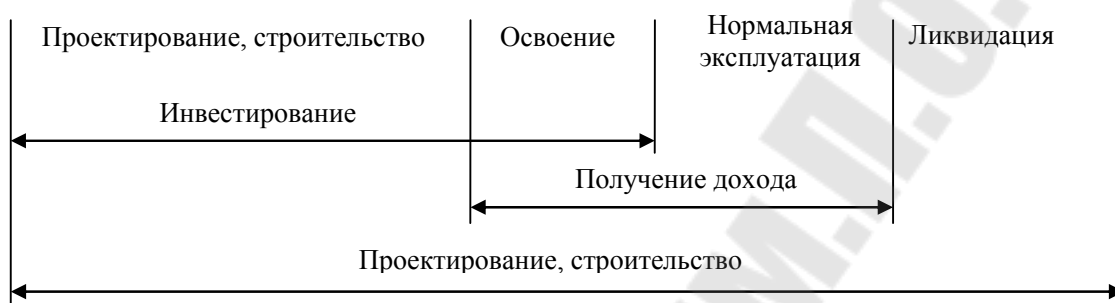 Проектирование, строительство
Освоение
Нормальная
эксплуатация
Ликвидация
Инвестирование
Получение дохода
Проектирование, строительство